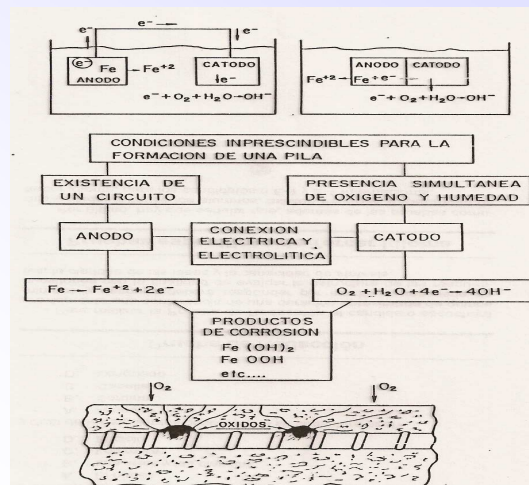 e⁻ →
e⁻
e⁻
e⁻ Fe → Fe⁺²
ANODO
CATODO
e⁻
e⁻ + O₂ + H₂O → OH⁻
ANODO CATODO
Fe⁺² ← Fe + e⁻
e⁻ + O₂ + H₂O → OH⁻
CONDICIONES INPRESCINDIBLES PARA LA
FORMACION DE UNA PILA
EXISTENCIA DE
UN CIRCUITO
PRESENCIA SIMULTANEA
DE OXIGENO Y HUMEDAD
ANODO
CONEXION
ELECTRICA Y
ELECTROLITICA
CATODO
Fe → Fe⁺² + 2e⁻
O₂ + H₂O + 4e⁻ → 4OH⁻
PRODUCTOS
DE CORROSION
Fe (OH)₂
Fe OOH
etc....
O₂
O₂
OXIDOS